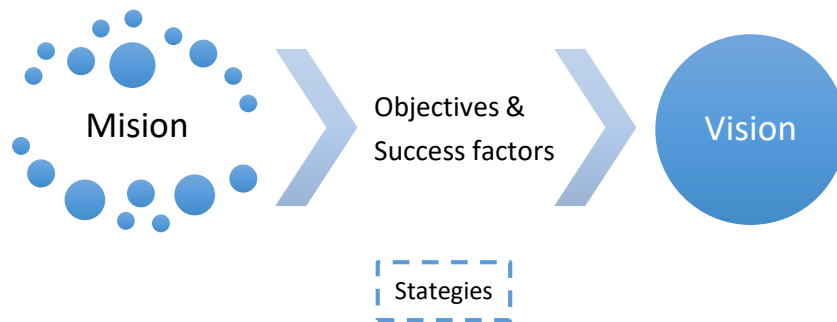 Mision
Objectives &
Success factors
Vision
Stategies